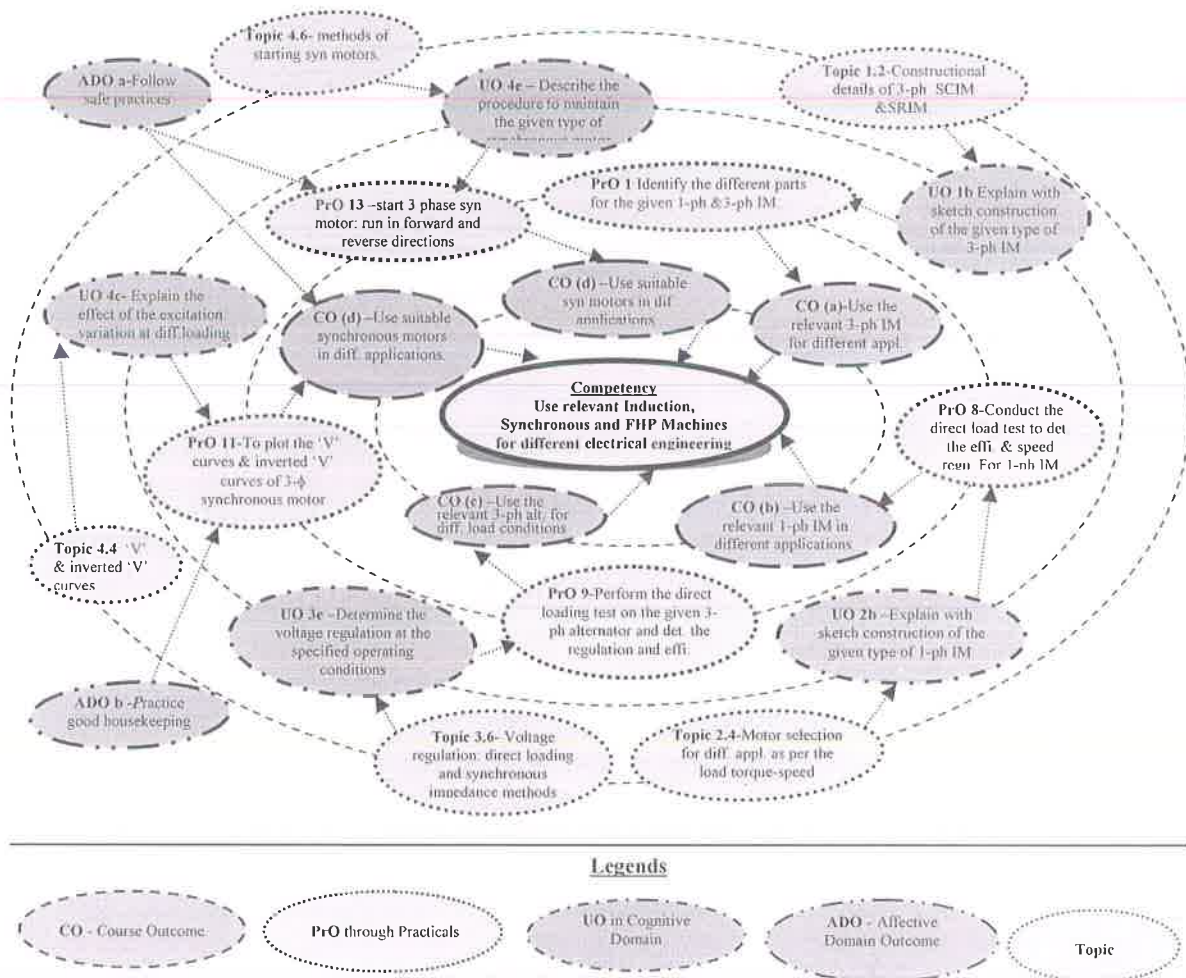 Topic 4.6- methods of
starting syn motors.
ADO a-Follow
safe practices
UO 4e – Describe the
procedure to maintain
the given type of
synchronous motor
Topic 1.2-Constructional
details of 3-ph SCIM
&SRIM
PrO 13 –start 3 phase syn
motor: run in forward and
reverse directions
PrO 1 Identify the different parts
for the given 1-ph &3-ph IM.
UO 1b Explain with
sketch construction
of the given type of
3-ph IM
UO 4c- Explain the
effect of the excitation
variation at diff.loading
CO (d) –Use suitable
synchronous motors
in diff. applications.
CO (d) –Use suitable
syn motors in dif
applications
CO (a)-Use the
relevant 3-ph IM
for different appl.
Competency
Use relevant Induction,
Synchronous and FHP Machines
for different electrical engineering
PrO 8-Conduct the
direct load test to det
the effi. & speed
regu. For 1-ph IM
PrO 11-To plot the ‘V’
curves & inverted ‘V’
curves of 3-ϕ
synchronous motor
CO (c) –Use the
relevant 3-ph alt. for
diff. load conditions
CO (b) –Use the
relevant 1-ph IM in
different applications
Topic 4.4 ‘V’
& inverted ‘V’
curves
UO 3e –Determine the
voltage regulation at the
specified operating
conditions
PrO 9-Perform the direct
loading test on the given 3-
ph alternator and det. the
regulation and effi.
UO 2b –Explain with
sketch construction of the
given type of 1-ph IM
ADO b -Practice
good housekeeping
Topic 3.6- Voltage
regulation: direct loading
and synchronous
impedance methods
Topic 2.4-Motor selection
for diff. appl. as per the
load torque-speed
Legends
CO - Course Outcome
PrO through Practicals
UO in Cognitive
Domain
ADO - Affective
Domain Outcome
Topic